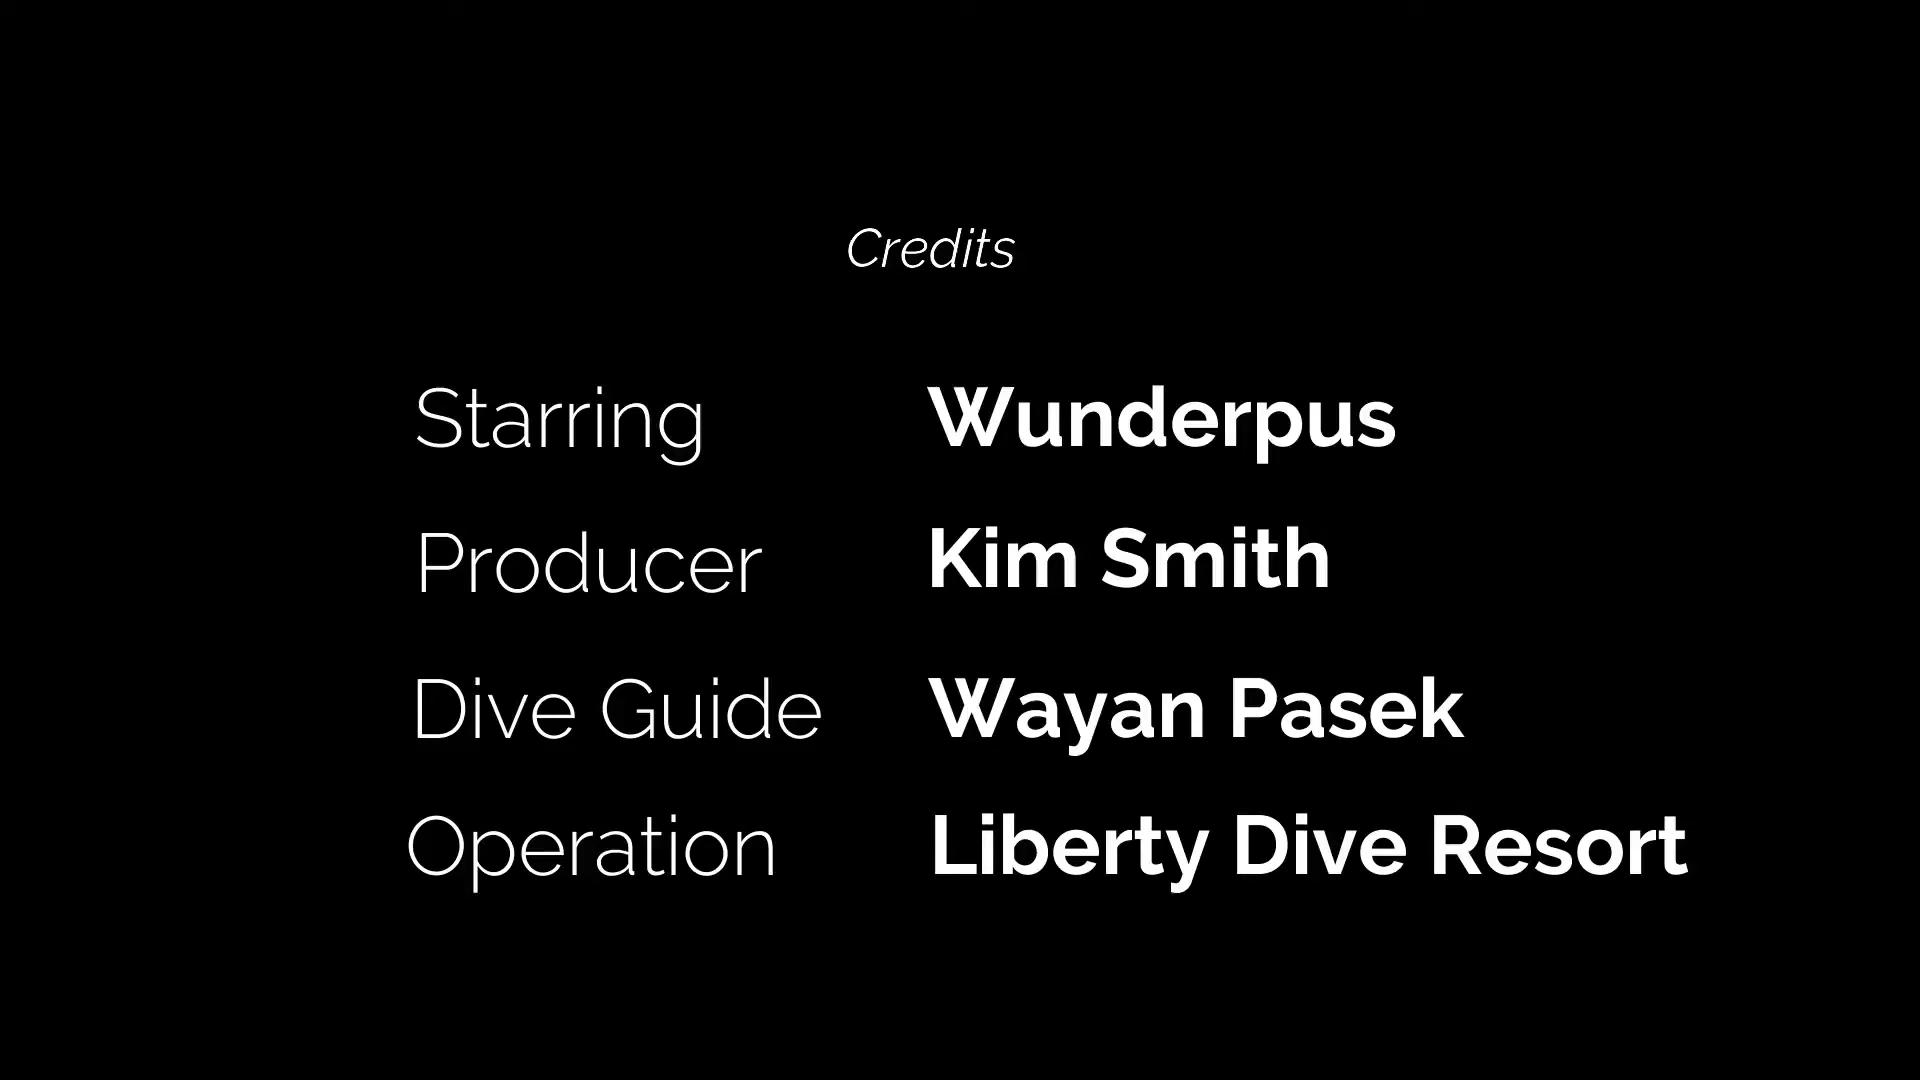 Credits
Starring Wunderpus
Producer Kim Smith
Dive Guide Wayan Pasek
Operation Liberty Dive Resort